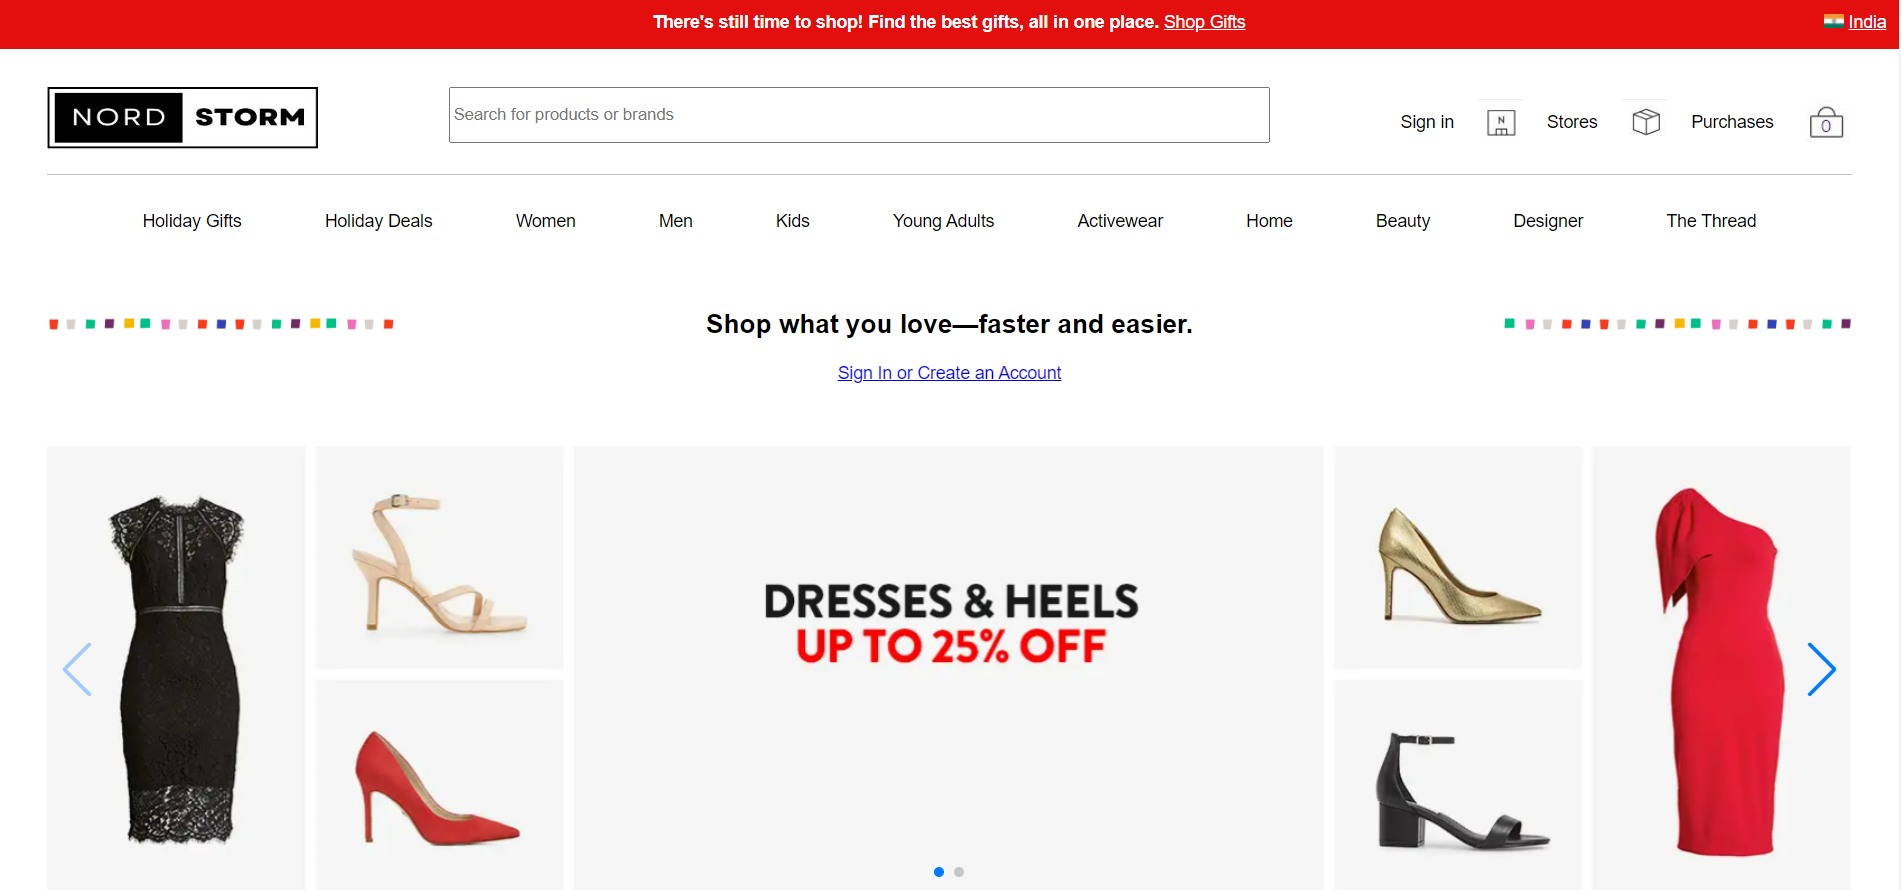 There's still time to shop! Find the best gifts, all in one place. Shop Gifts
India
NORD STORM
Search for products or brands
Sign in
N
Stores
Purchases
0
Holiday Gifts
Holiday Deals
Women
Men
Kids
Young Adults
Activewear
Home
Beauty
Designer
The Thread
Shop what you love—faster and easier.
Sign In or Create an Account
DRESSES & HEELS
UP TO 25% OFF